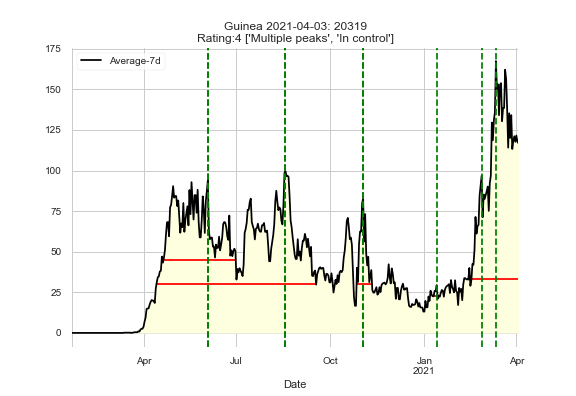 Guinea 2021-04-03: 20319
Rating:4 ['Multiple peaks', 'In control']
175
Average-7d
150
125
100
75
50
25
0
Apr
Jul
Oct
Jan
2021
Apr
Date